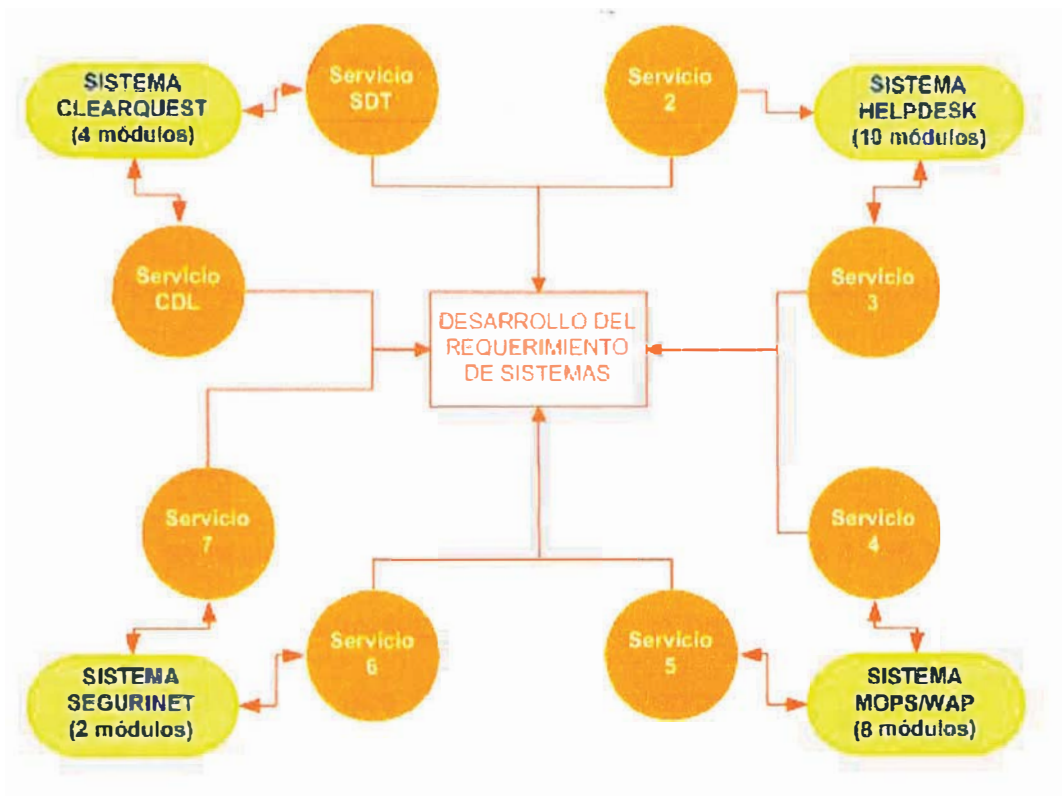 SISTEMA
CLEARQUEST
(4 módulos)
Servicio
SDT
Servicio
2
SISTEMA
HELPDESK
(10 módulos)
Servicio
CDL
DESARROLLO DEL
REQUERIMIENTO
DE SISTEMAS
Servicio
3
Servicio
7
Servicio
4
SISTEMA
SEGURINET
(2 módulos)
Servicio
6
Servicio
5
SISTEMA
MOPS/WAP
(8 módulos)